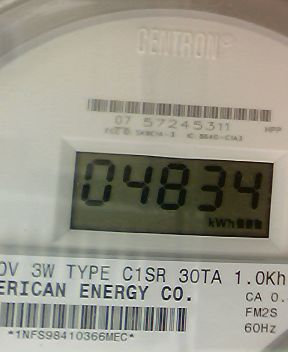 CENTRON®
07 57245311 HPP
04834
kWh
0V 3W TYPE C1SR 30TA 1.0Kh
ERICAN ENERGY CO.
CA 0.
FM2S
60Hz
*1NFS98410366MEC*